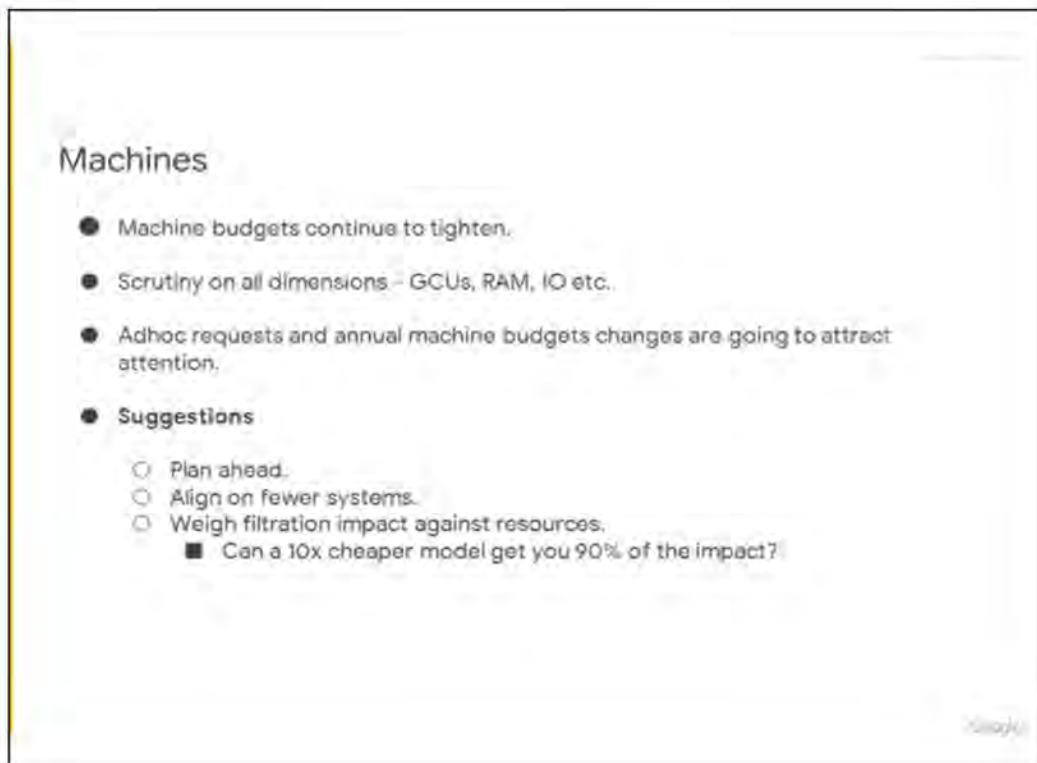 Machines
● Machine budgets continue to tighten.
● Scrutiny on all dimensions - GCUs, RAM, IO etc.
● Adhoc requests and annual machine budgets changes are going to attract
attention.
● Suggestions
○ Plan ahead.
○ Align on fewer systems.
○ Weigh filtration impact against resources.
■ Can a 10x cheaper model get you 90% of the impact?
Google